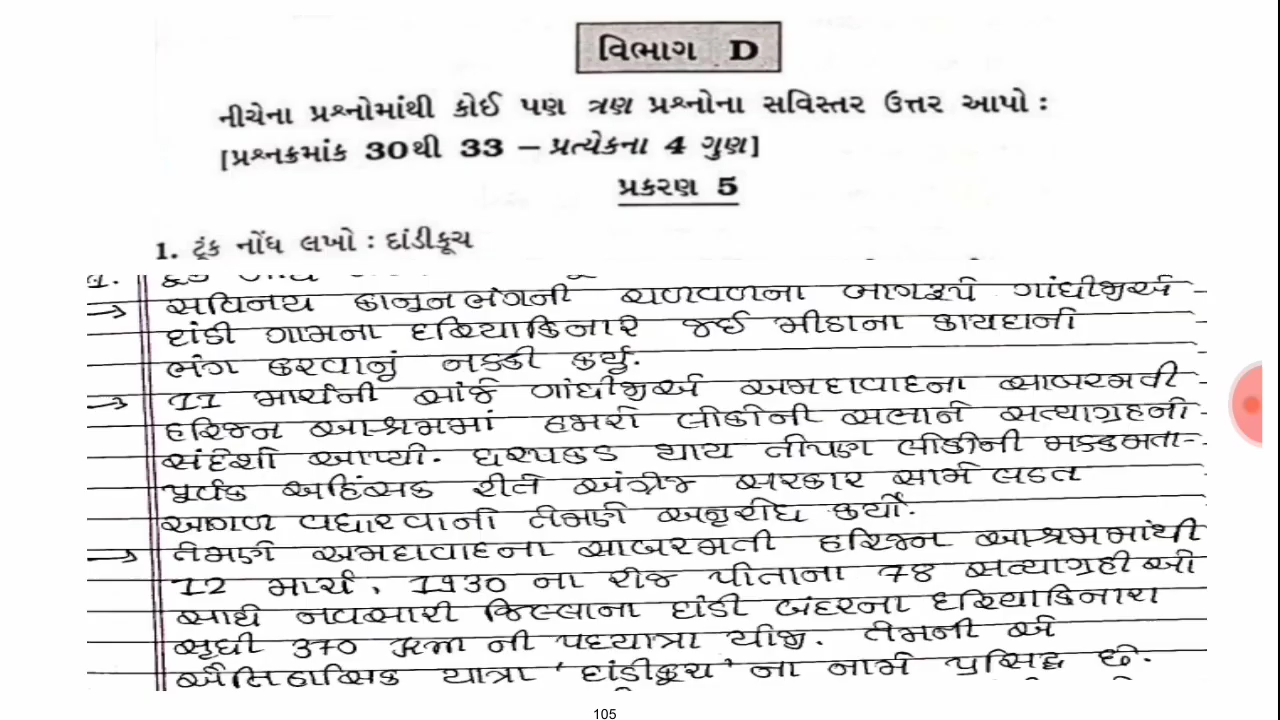 વિભાગ D
નીચેના પ્રશ્નોમાંથી કોઈ પણ ત્રણ પ્રશ્નોના સવિસ્તર ઉત્તર આપો :
[પ્રશ્નક્રમાંક 30થી 33 – પ્રત્યેકના 4 ગુણ]
પ્રકરણ 5
1. ટૂંક નોંધ લખો : દાંડીકૂચ
→ સવિનય કાનૂનભંગની ચળવળના ભાગરૂપે ગાંધીજીએ
દાંડી ગામના દરિયાકિનારે જઈ મીઠાના કાયદાનો
ભંગ કરવાનું નક્કી કર્યું.
→ 11 માર્ચની સાંજે ગાંધીજીએ અમદાવાદના સાબરમતી
હરિજન આશ્રમમાં હમારો લોકોની સભાને સત્યાગ્રહનો
સંદેશો આપ્યો. ધરપકડ થાય તોપણ લોકોની મક્કમતા-
પૂર્વક અહિંસક રીતે અંગ્રેજ સરકાર સામે લડત
આગળ વધારવાનો તેમણે અનુરોધ કર્યો.
→ તેમણે અમદાવાદના સાબરમતી હરિજન આશ્રમમાંથી
12 માર્ચ, 1930 ના રોજ પોતાના 78 સત્યાગ્રહીઓ
સાથે નવસારી જિલ્લાના દાંડી બંદરના દરિયાકિનારા
સુધી 370 કિમી ની પદયાત્રા યોજી. તેમની એ
ઐતિહાસિક યાત્રા 'દાંડીકૂચ' ના નામે પ્રસિદ્ધ છે.
105